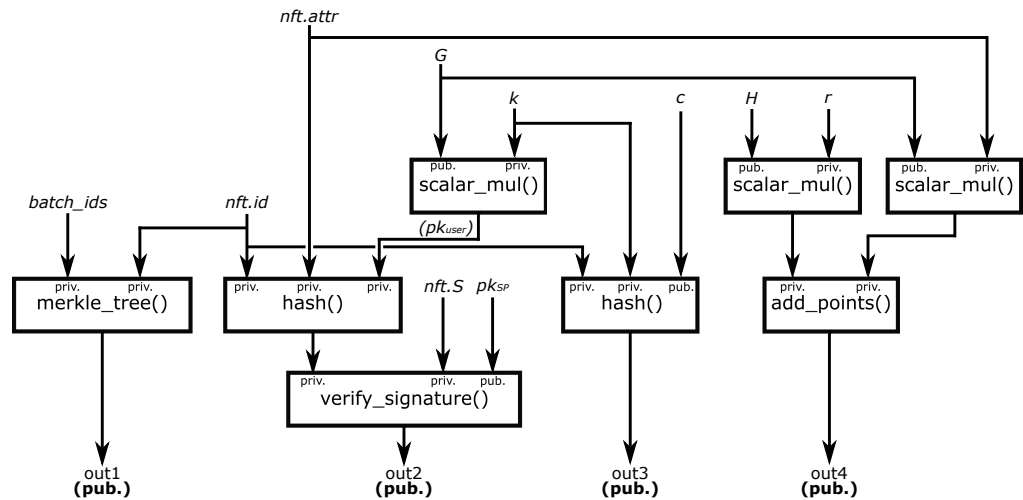 nft.attr
G
k
c
H
r
pub. priv.
scalar_mul()
pub. priv.
scalar_mul()
pub. priv.
scalar_mul()
batch_ids
nft.id
(pkuser)
priv. priv.
merkle_tree()
priv. priv. priv.
hash()
nft.S
pkSP
priv. priv. pub.
hash()
priv. priv.
add_points()
priv. priv. pub.
verify_signature()
out1
(pub.)
out2
(pub.)
out3
(pub.)
out4
(pub.)